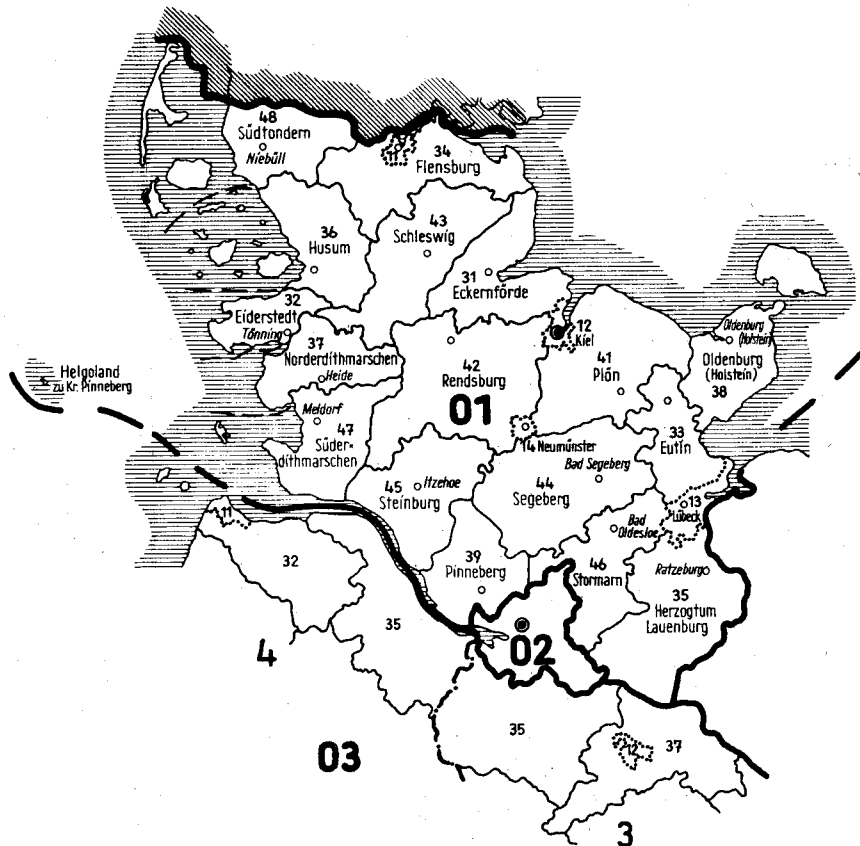 48
Südtondern
Niebüll
11
34
Flensburg
36
Husum
43
Schleswig
31
Eckernförde
32
Eiderstedt
Tönning
37
Norderdithmarschen
Heide
12
Kiel
42
Rendsburg
01
41
Plön
Oldenburg
(Holstein)
Oldenburg
(Holstein)
38
Helgoland
zu Kr. Pinneberg
Meldorf
47
Süder-
dithmarschen
14 Neumünster
33
Eutin
45
Itzehoe
Steinburg
Bad Segeberg
44
Segeberg
13
Lübeck
Bad
Oldesloe
11
32
39
Pinneberg
46
Stormarn
Ratzeburg
35
Herzogtum
Lauenburg
35
4
02
03
35
12
37
3